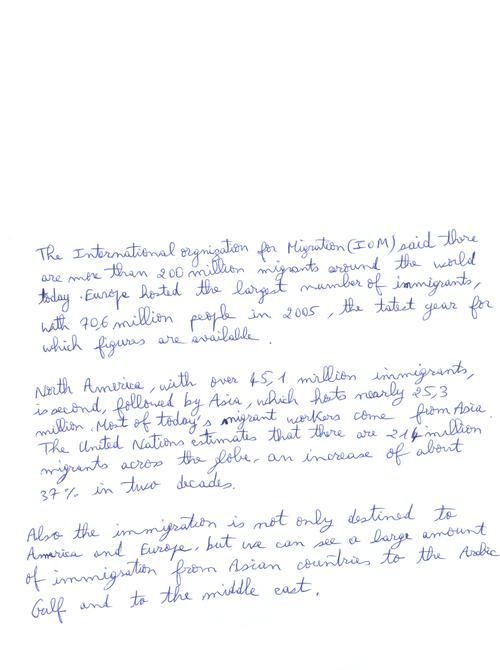 The International orgnization for Migration (IOM) said there
are more than 200 million migrants around the world
today. Europe hosted the largest number of immigrants,
with 70,6 million people in 2005, the latest year for
which figures are available.
North America, with over 45,1 million immigrants,
is second, followed by Asia, which hosts nearly 25,3
million. Most of today's migrant workers come from Asia.
The United Nations estimates that there are 214 million
migrants across the globe, an increase of about
37% in two decades.
Also the immigration is not only destined to
America and Europe, but we can see a large amount
of immigration from Asian countries to the Arabic
Gulf and to the middle east.